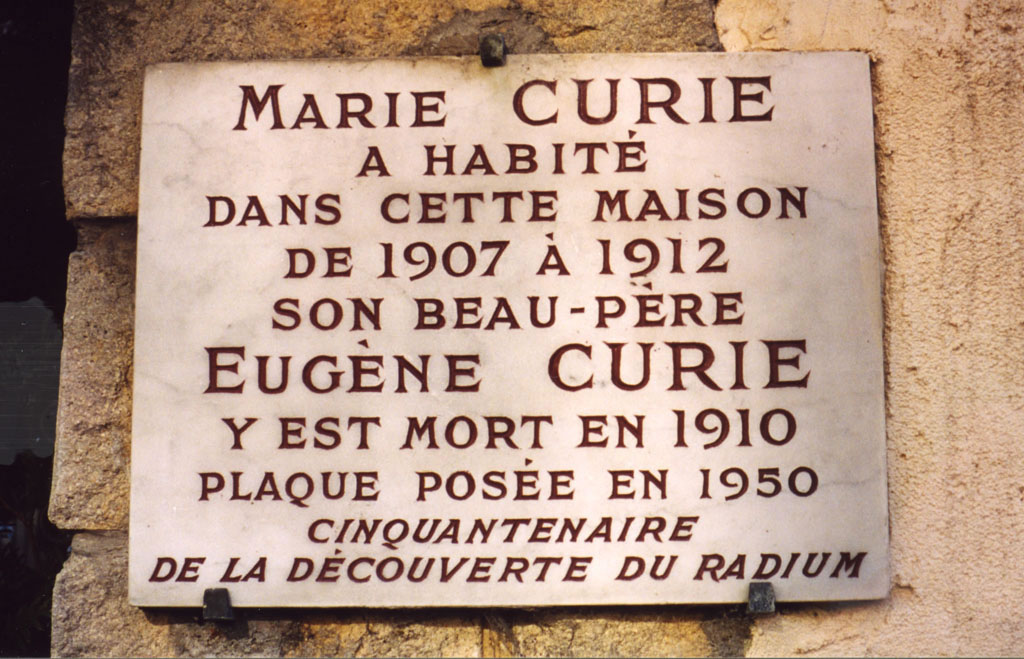 MARIE CURIE
A HABITÉ
DANS CETTE MAISON
DE 1907 À 1912
SON BEAU-PÈRE
EUGÈNE CURIE
Y EST MORT EN 1910
PLAQUE POSÉE EN 1950
CINQUANTENAIRE
DE LA DÉCOUVERTE DU RADIUM